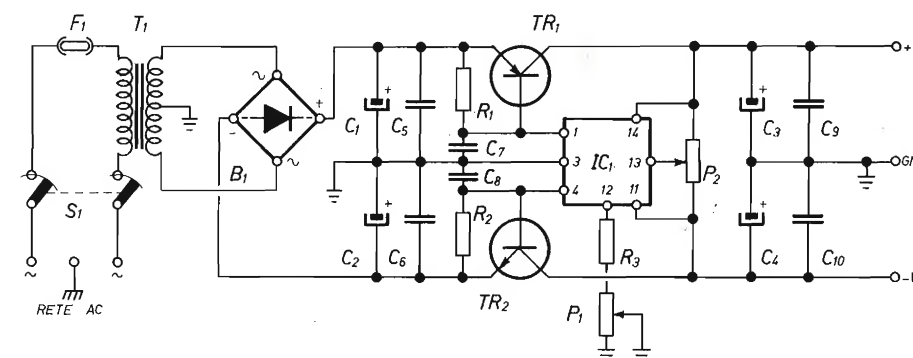 F1 T1 TR1
~ + + +
R1 1 14
C1 C5 C7 3 IC1 13 P2 C3 C9
- ~ B1 C8 4 12 11
S1 + R2 R3 +
C2 C6 TR2 C4 C10
~ ~ P1
RETE AC